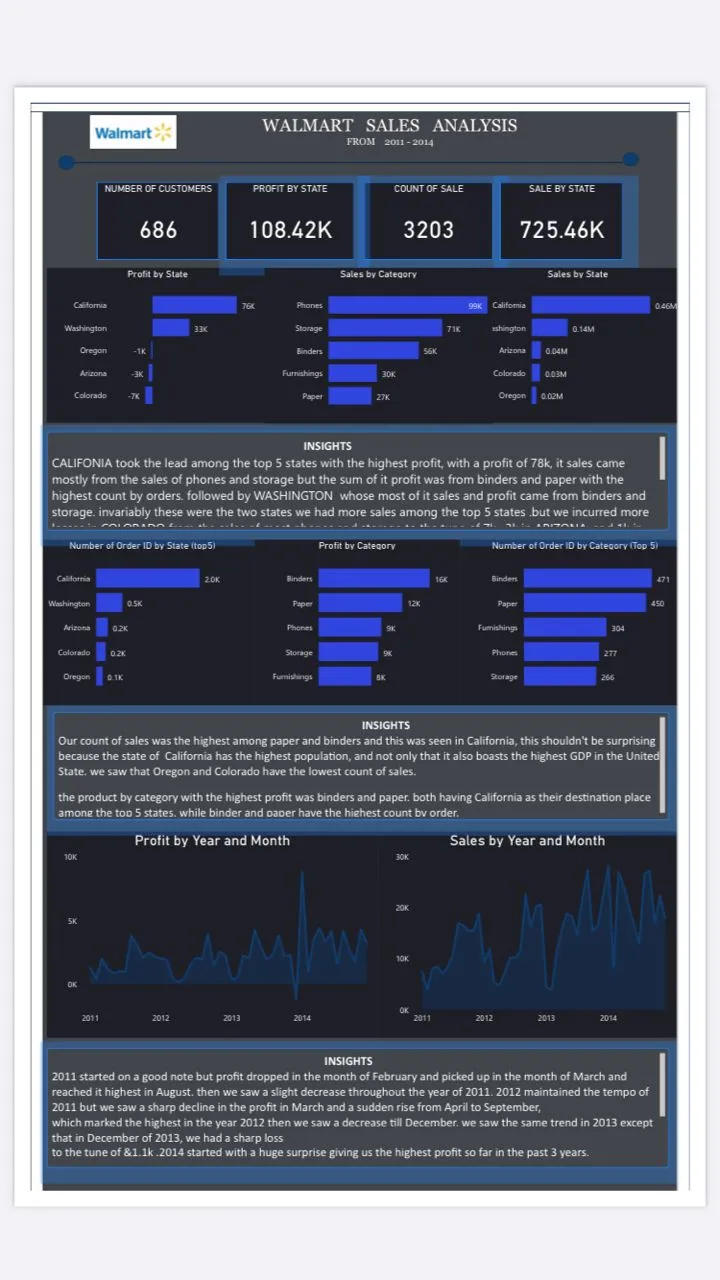 Walmart
WALMART SALES ANALYSIS
FROM 2011 - 2014
NUMBER OF CUSTOMERS
686
PROFIT BY STATE
108.42K
COUNT OF SALE
3203
SALE BY STATE
725.46K
Profit by State
California 76K
Washington 33K
Oregon -1K
Arizona -3K
Colorado -7K
Sales by Category
Phones 99K
Storage 71K
Binders 56K
Furnishings 30K
Paper 27K
Sales by State
California 0.46M
ashington 0.14M
Arizona 0.04M
Colorado 0.03M
Oregon 0.02M
INSIGHTS
CALIFONIA took the lead among the top 5 states with the highest profit, with a profit of 78k, it sales came
mostly from the sales of phones and storage but the sum of it profit was from binders and paper with the
highest count by orders. followed by WASHINGTON whose most of it sales and profit came from binders and
storage. invariably these were the two states we had more sales among the top 5 states .but we incurred more
Number of Order ID by State (top5)
California 2.0K
Washington 0.5K
Arizona 0.2K
Colorado 0.2K
Oregon 0.1K
Profit by Category
Binders 16K
Paper 12K
Phones 9K
Storage 9K
Furnishings 8K
Number of Order ID by Category (Top 5)
Binders 471
Paper 450
Furnishings 304
Phones 277
Storage 266
INSIGHTS
Our count of sales was the highest among paper and binders and this was seen in California, this shouldn't be surprising
because the state of California has the highest population, and not only that it also boasts the highest GDP in the United
State. we saw that Oregon and Colorado have the lowest count of sales.
the product by category with the highest profit was binders and paper. both having California as their destination place
among the top 5 states. while binder and paper have the highest count by order.
Profit by Year and Month
10K
5K
0K
2011 2012 2013 2014
Sales by Year and Month
30K
20K
10K
0K
2011 2012 2013 2014
INSIGHTS
2011 started on a good note but profit dropped in the month of February and picked up in the month of March and
reached it highest in August. then we saw a slight decrease throughout the year of 2011. 2012 maintained the tempo of
2011 but we saw a sharp decline in the profit in March and a sudden rise from April to September,
which marked the highest in the year 2012 then we saw a decrease till December. we saw the same trend in 2013 except
that in December of 2013, we had a sharp loss
to the tune of &1.1k .2014 started with a huge surprise giving us the highest profit so far in the past 3 years.